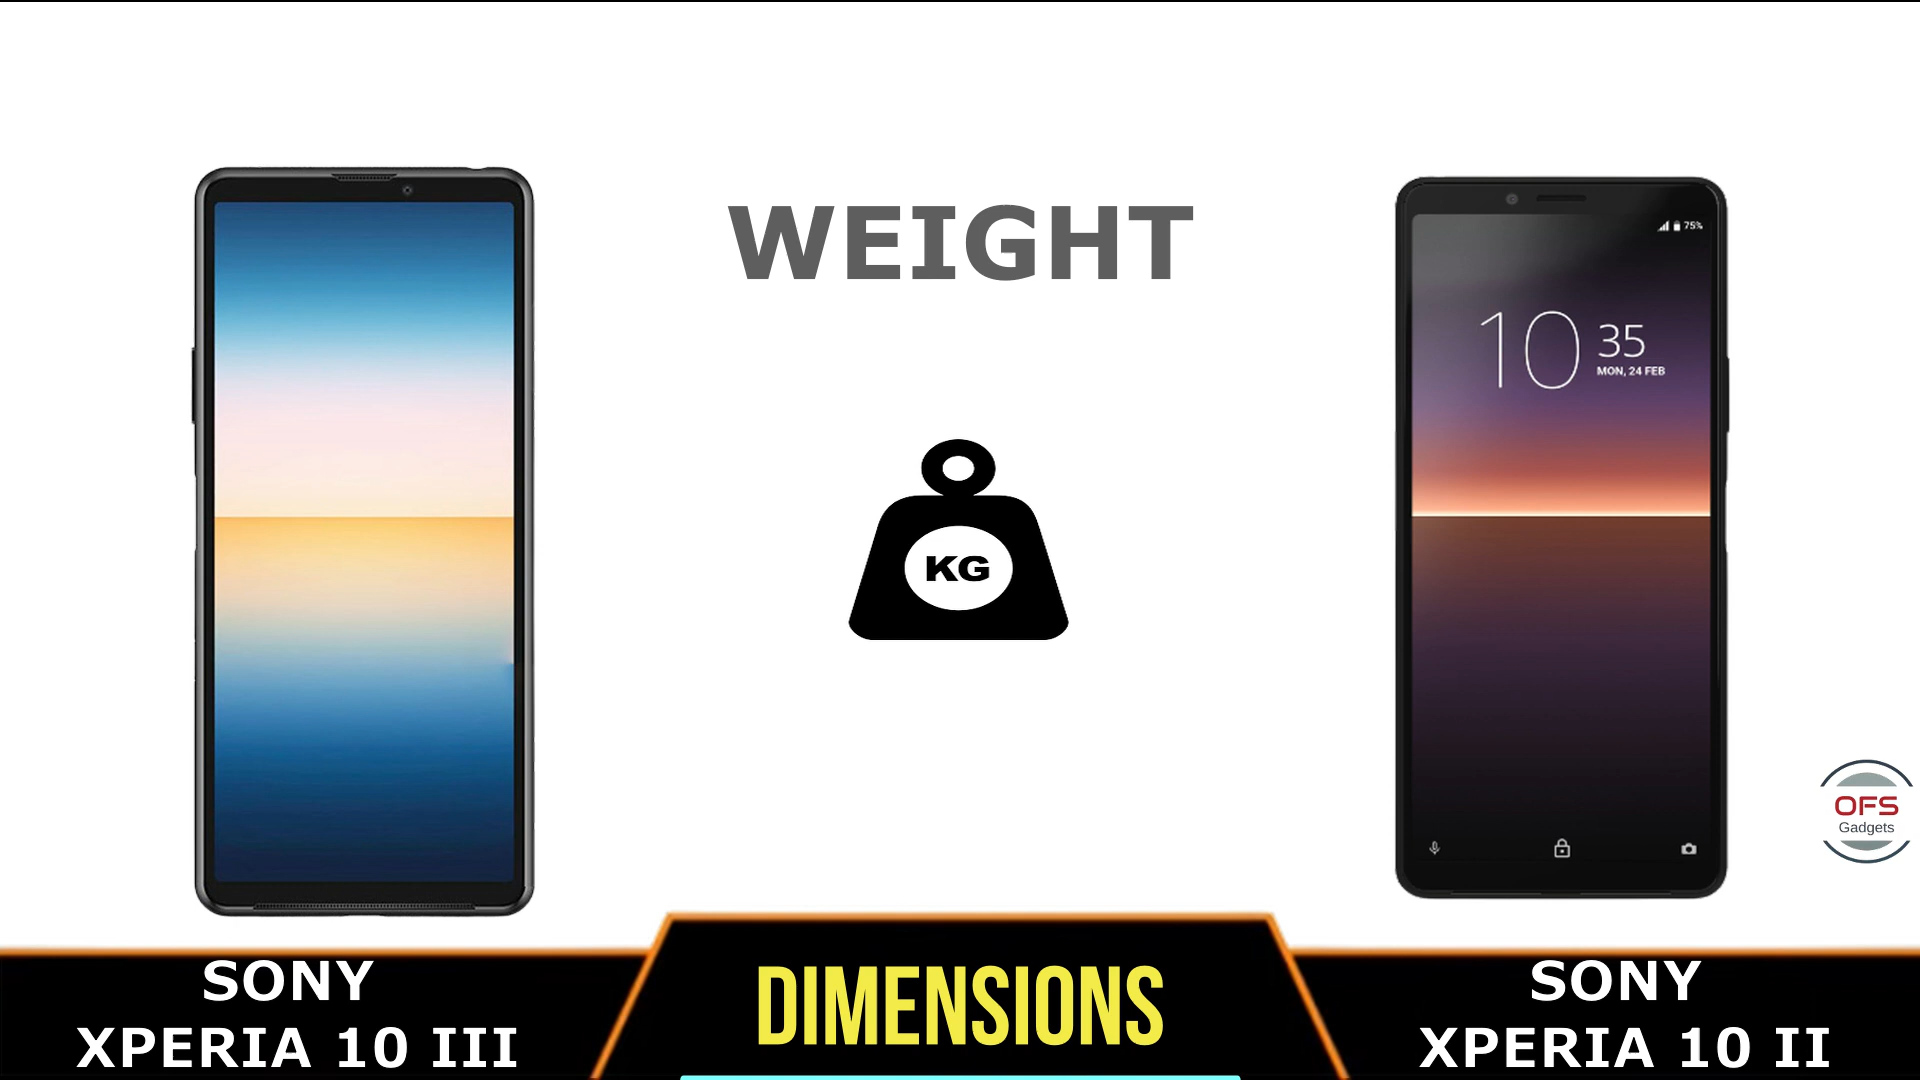 WEIGHT
75%
10 35
MON, 24 FEB
KG
OFS
Gadgets
SONY
XPERIA 10 III
DIMENSIONS
SONY
XPERIA 10 II